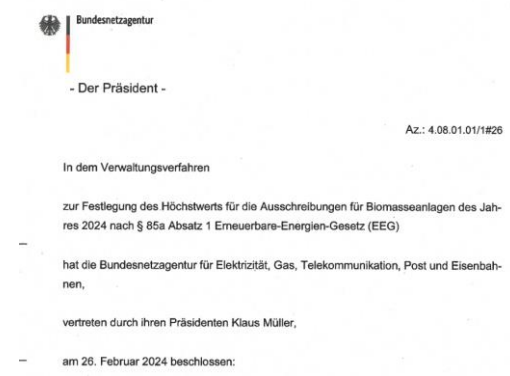 Bundesnetzagentur
- Der Präsident -
Az.: 4.08.01.01/1#26
In dem Verwaltungsverfahren
zur Festlegung des Höchstwerts für die Ausschreibungen für Biomasseanlagen des Jah-
res 2024 nach § 85a Absatz 1 Erneuerbare-Energien-Gesetz (EEG)
hat die Bundesnetzagentur für Elektrizität, Gas, Telekommunikation, Post und Eisenbah-
nen,
vertreten durch ihren Präsidenten Klaus Müller,
am 26. Februar 2024 beschlossen: